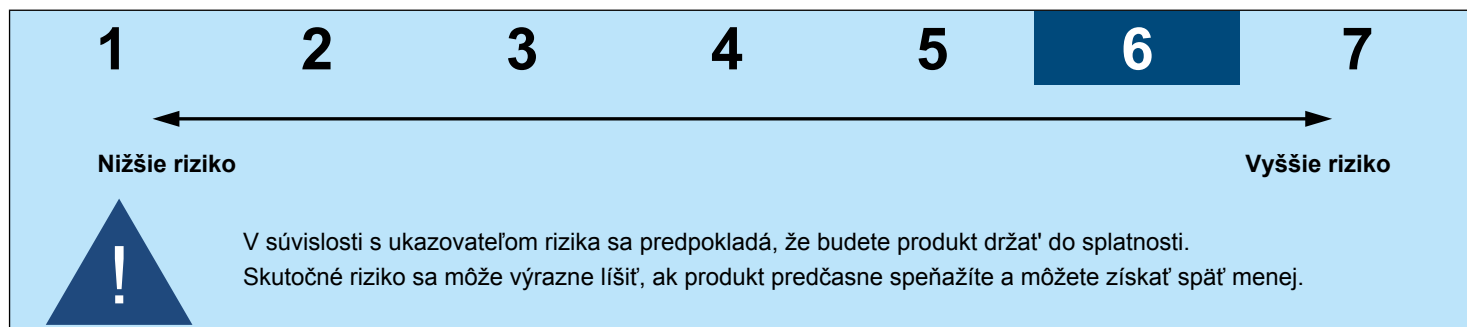 1 2 3 4 5 6 7
Nižšie riziko Vyššie riziko
!
V súvislosti s ukazovateľom rizika sa predpokladá, že budete produkt držat' do splatnosti.
Skutočné riziko sa môže výrazne líšiť, ak produkt predčasne speňažíte a môžete získať späť menej.